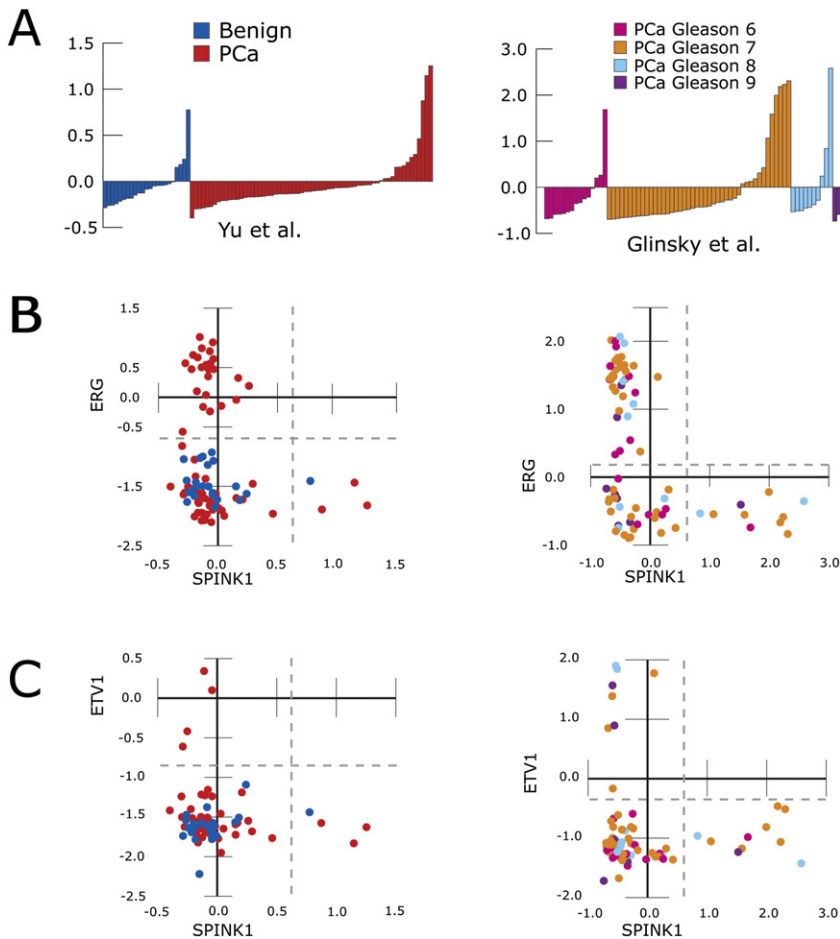 A
Benign
PCa
1.5
1.0
0.5
0.0
-0.5
Yu et al.
PCa Gleason 6
PCa Gleason 7
PCa Gleason 8
PCa Gleason 9
3.0
2.0
1.0
0.0
-1.0
Glinsky et al.
B
1.5
0.5
0.0
-0.5
-1.5
-2.5
ERG
-0.5 0.0 0.5 1.0 1.5
SPINK1
2.0
1.0
0.0
-1.0
ERG
-1.0 0.0 1.0 2.0 3.0
SPINK1
C
0.5
0.0
-0.5
-1.0
-1.5
-2.0
-2.5
ETV1
-0.5 0.0 0.5 1.0 1.5
SPINK1
2.0
1.0
0.0
-1.0
-2.0
ETV1
-1.0 0.0 1.0 2.0 3.0
SPINK1